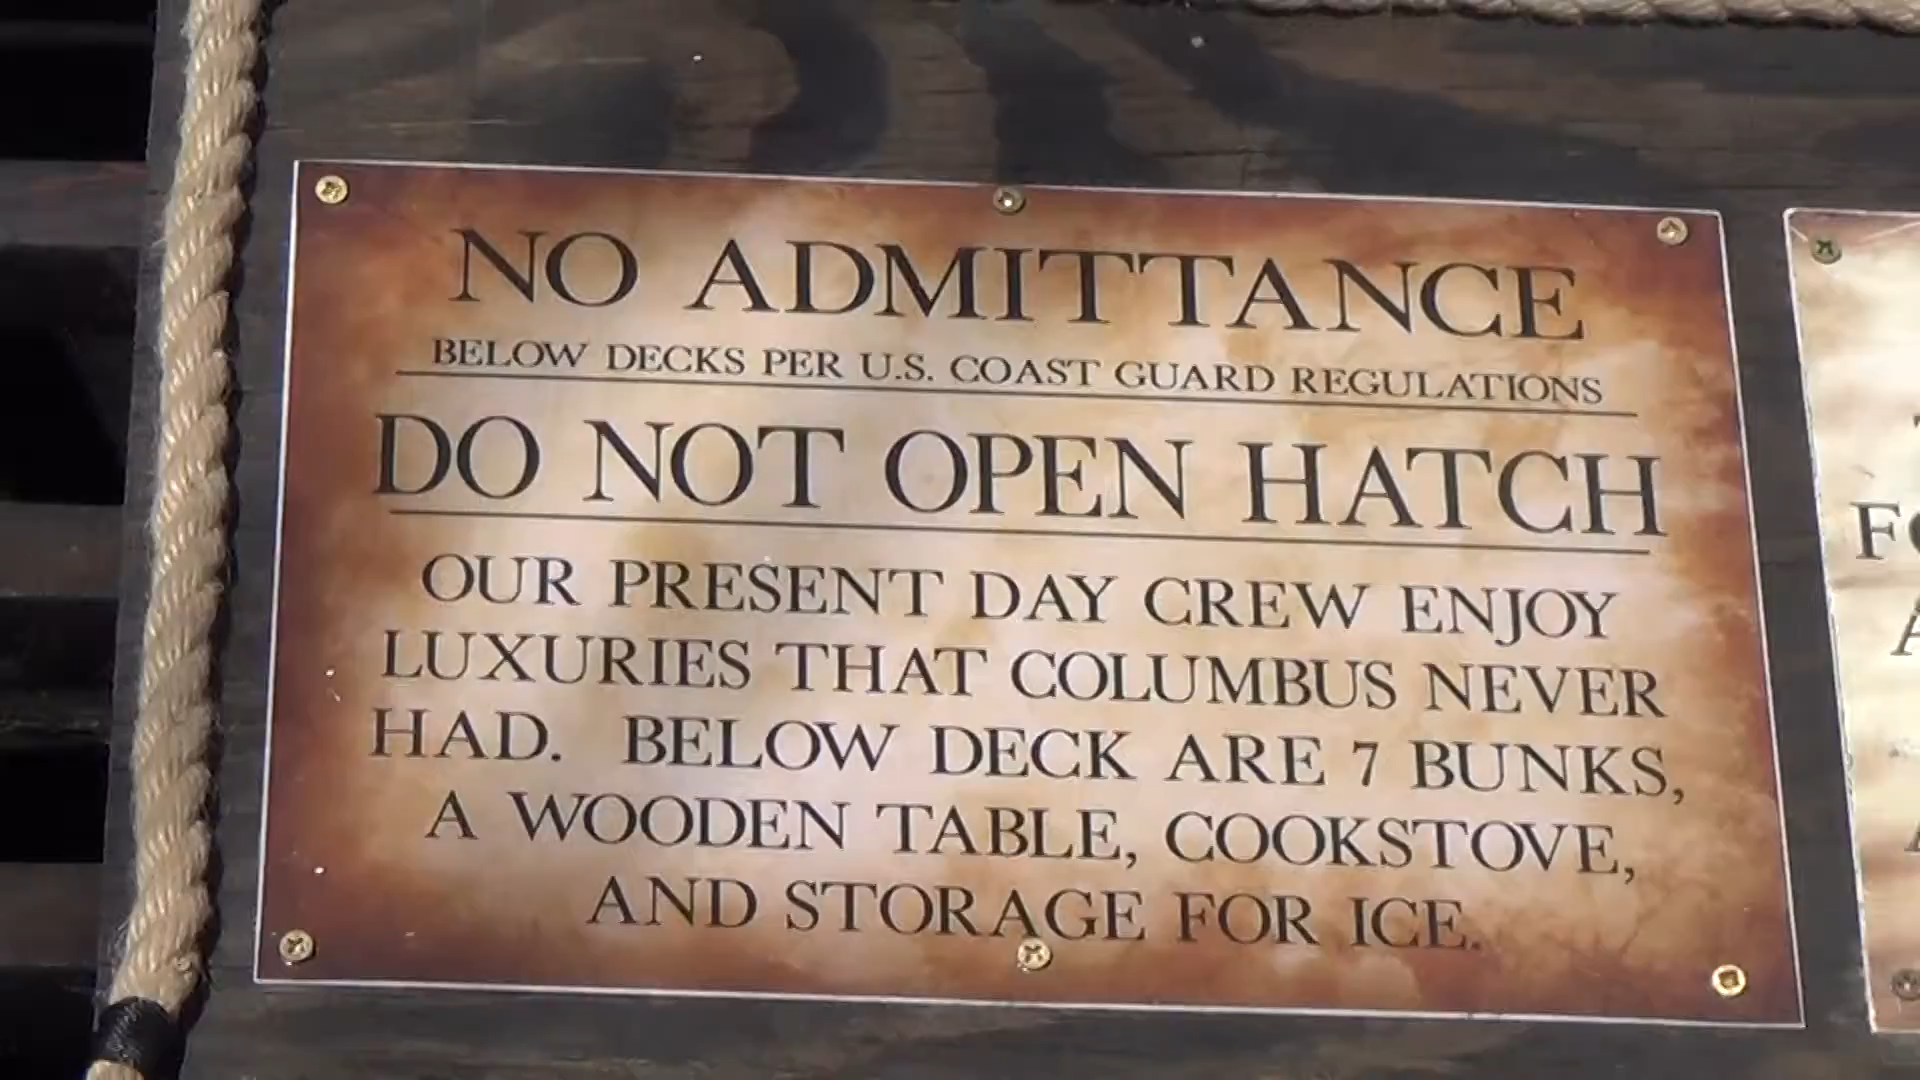 NO ADMITTANCE
BELOW DECKS PER U.S. COAST GUARD REGULATIONS
DO NOT OPEN HATCH
OUR PRESENT DAY CREW ENJOY
LUXURIES THAT COLUMBUS NEVER
HAD. BELOW DECK ARE 7 BUNKS,
A WOODEN TABLE, COOKSTOVE,
AND STORAGE FOR ICE.